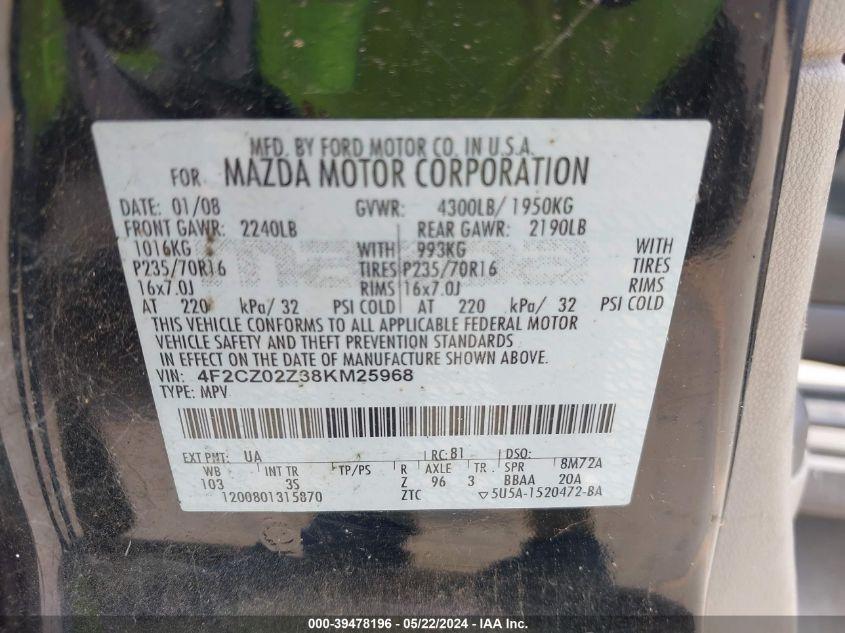 MFD. BY FORD MOTOR CO. IN U.S.A.
FOR MAZDA MOTOR CORPORATION
DATE: 01/08 GVWR: 4300LB/ 1950KG
FRONT GAWR: 2240LB REAR GAWR: 2190LB
1016KG WITH 993KG WITH
P235/70R16 TIRES P235/70R16 TIRES
16x7.0J RIMS 16x7.0J RIMS
AT 220 kPa/ 32 PSI COLD AT 220 kPa/ 32 PSI COLD
THIS VEHICLE CONFORMS TO ALL APPLICABLE FEDERAL MOTOR
VEHICLE SAFETY AND THEFT PREVENTION STANDARDS
IN EFFECT ON THE DATE OF MANUFACTURE SHOWN ABOVE.
VIN: 4F2CZ02Z38KM25968
TYPE: MPV
EXT PNT: UA RC: 81 DSO:
WB INT TR TP/PS R AXLE TR SPR 8M72A
103 3S Z 96 3 BBAA 20A
1200801315870 ZTC ▽5U5A-1520472-BA
000-39478196 - 05/22/2024 - IAA Inc.